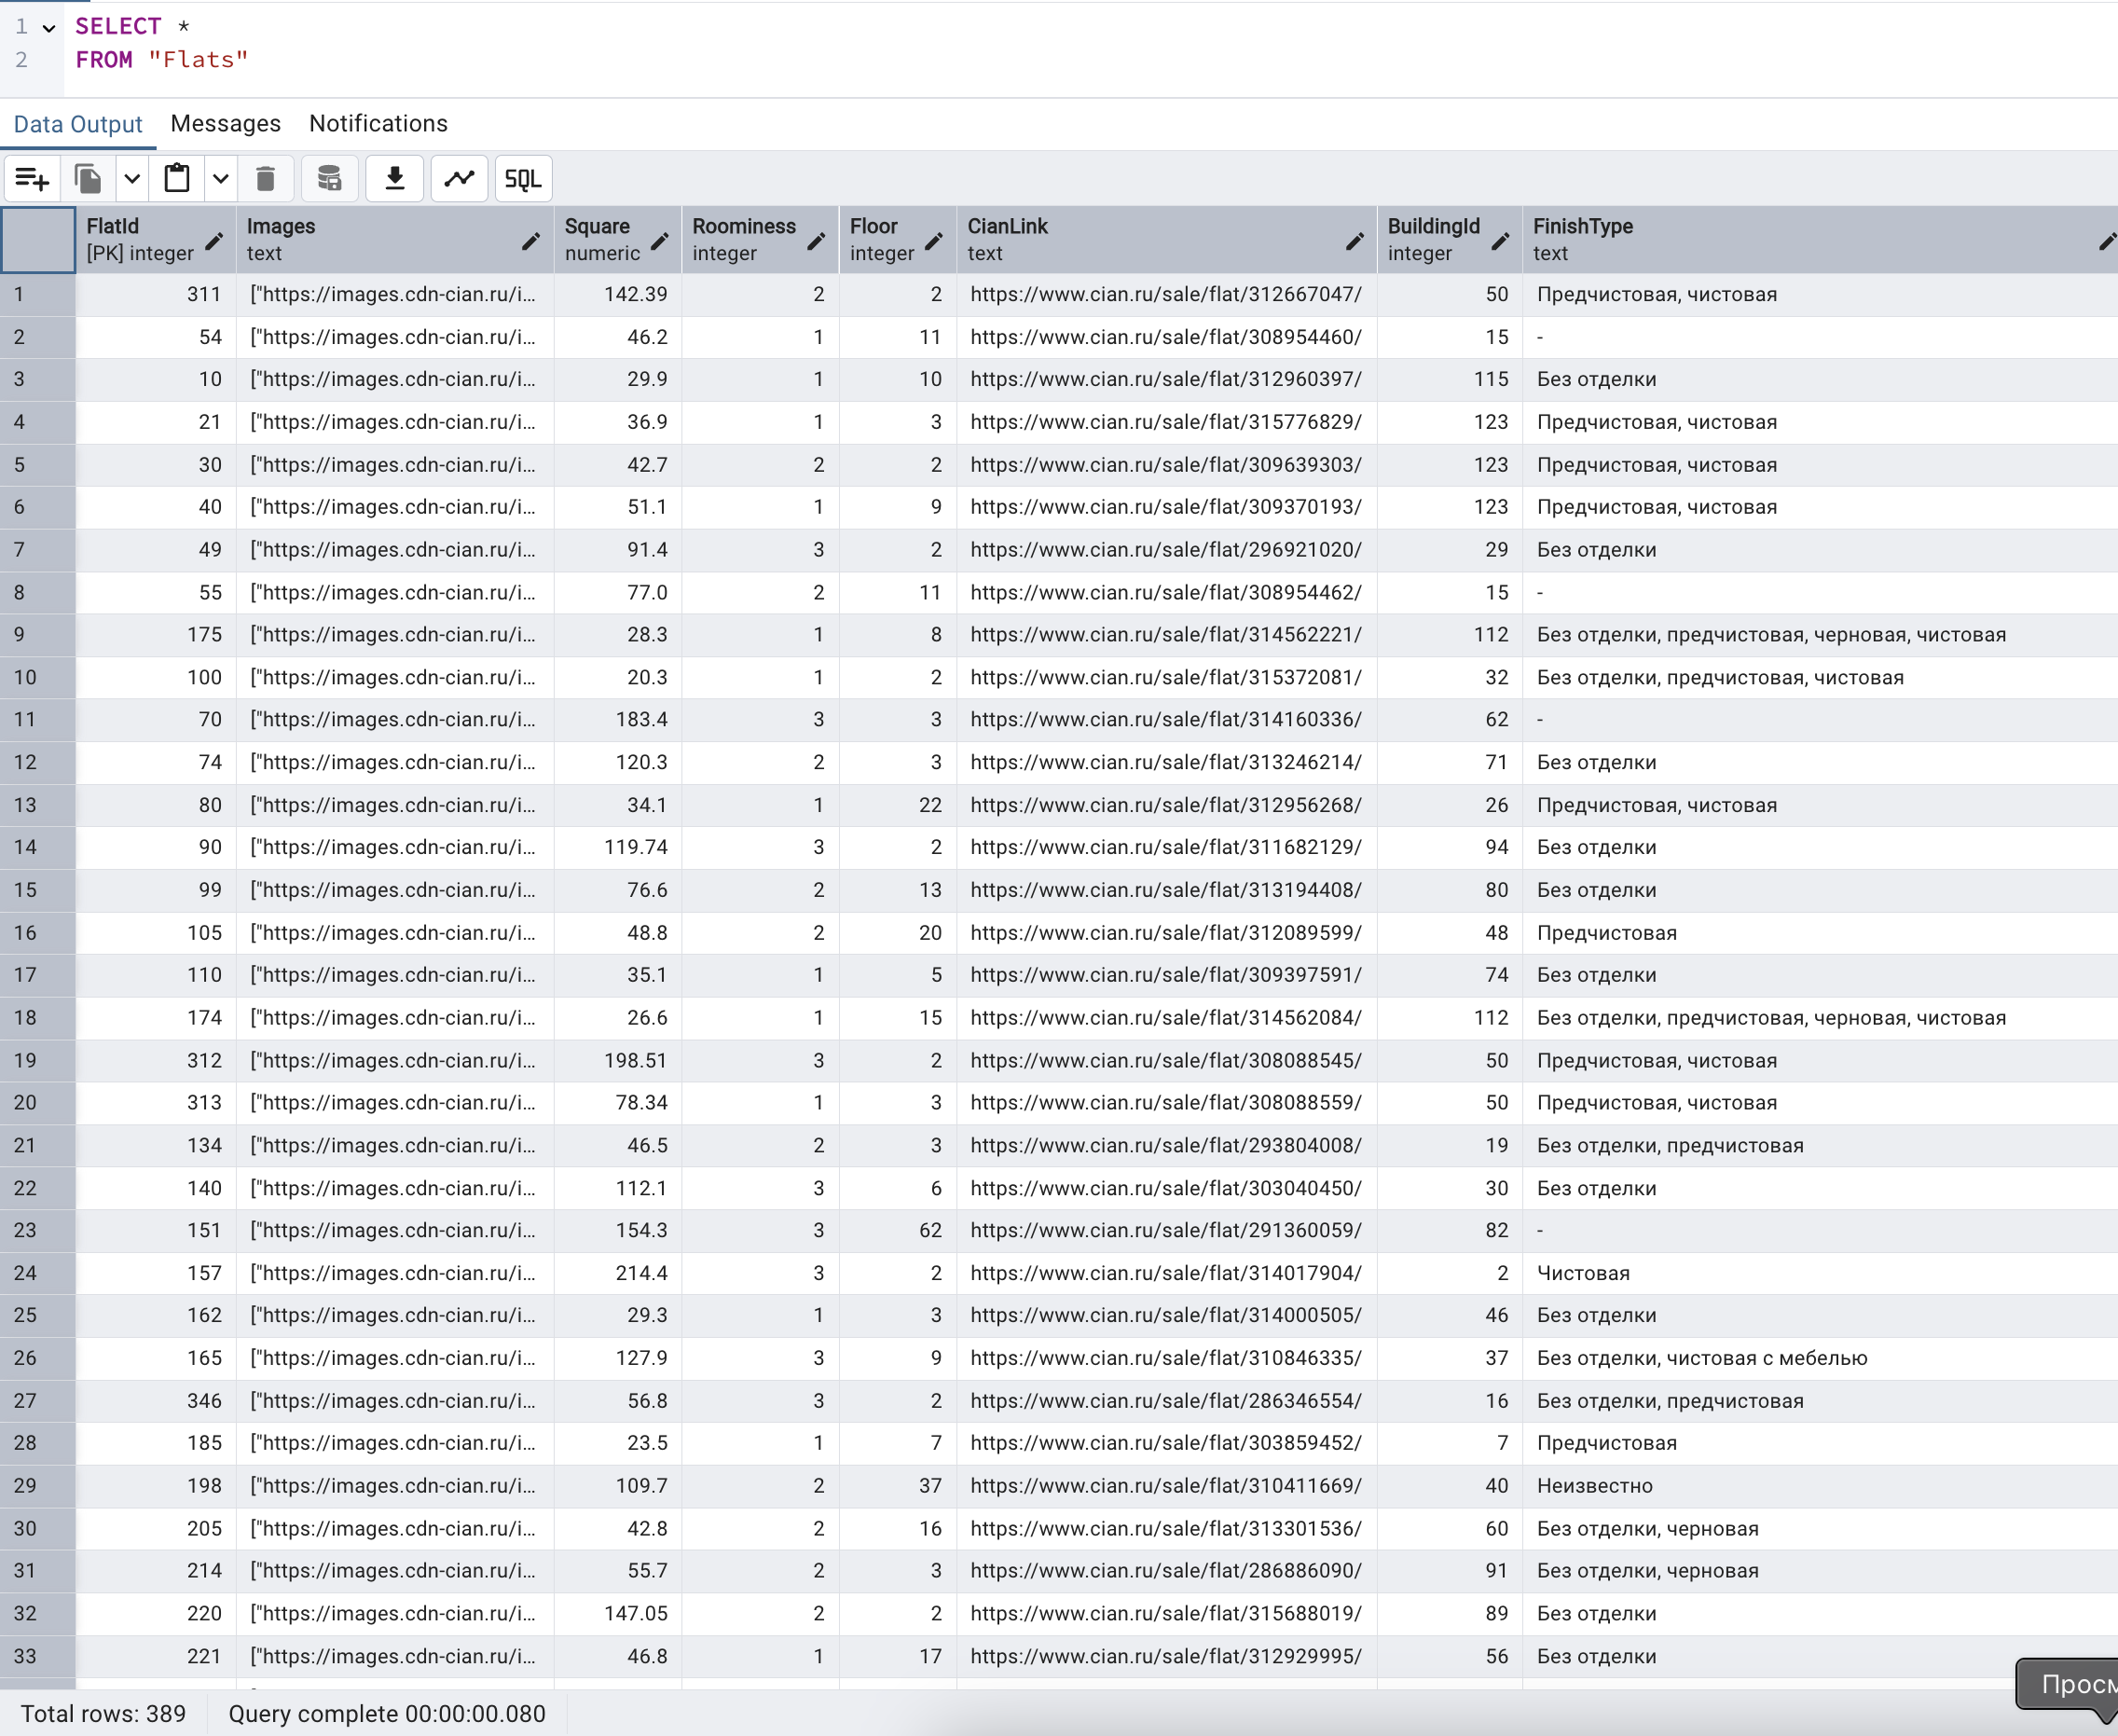 1 SELECT *
2 FROM "Flats"
Data Output Messages Notifications
SQL
FlatId Images Square Roominess Floor CianLink BuildingId FinishType
[PK] integer text numeric integer integer text integer text
1 311 ["https://images.cdn-cian.ru/i... 142.39 2 2 https://www.cian.ru/sale/flat/312667047/ 50 Предчистовая, чистовая
2 54 ["https://images.cdn-cian.ru/i... 46.2 1 11 https://www.cian.ru/sale/flat/308954460/ 15 -
3 10 ["https://images.cdn-cian.ru/i... 29.9 1 10 https://www.cian.ru/sale/flat/312960397/ 115 Без отделки
4 21 ["https://images.cdn-cian.ru/i... 36.9 1 3 https://www.cian.ru/sale/flat/315776829/ 123 Предчистовая, чистовая
5 30 ["https://images.cdn-cian.ru/i... 42.7 2 2 https://www.cian.ru/sale/flat/309639303/ 123 Предчистовая, чистовая
6 40 ["https://images.cdn-cian.ru/i... 51.1 1 9 https://www.cian.ru/sale/flat/309370193/ 123 Предчистовая, чистовая
7 49 ["https://images.cdn-cian.ru/i... 91.4 3 2 https://www.cian.ru/sale/flat/296921020/ 29 Без отделки
8 55 ["https://images.cdn-cian.ru/i... 77.0 2 11 https://www.cian.ru/sale/flat/308954462/ 15 -
9 175 ["https://images.cdn-cian.ru/i... 28.3 1 8 https://www.cian.ru/sale/flat/314562221/ 112 Без отделки, предчистовая, черновая, чистовая
10 100 ["https://images.cdn-cian.ru/i... 20.3 1 2 https://www.cian.ru/sale/flat/315372081/ 32 Без отделки, предчистовая, чистовая
11 70 ["https://images.cdn-cian.ru/i... 183.4 3 3 https://www.cian.ru/sale/flat/314160336/ 62 -
12 74 ["https://images.cdn-cian.ru/i... 120.3 2 3 https://www.cian.ru/sale/flat/313246214/ 71 Без отделки
13 80 ["https://images.cdn-cian.ru/i... 34.1 1 22 https://www.cian.ru/sale/flat/312956268/ 26 Предчистовая, чистовая
14 90 ["https://images.cdn-cian.ru/i... 119.74 3 2 https://www.cian.ru/sale/flat/311682129/ 94 Без отделки
15 99 ["https://images.cdn-cian.ru/i... 76.6 2 13 https://www.cian.ru/sale/flat/313194408/ 80 Без отделки
16 105 ["https://images.cdn-cian.ru/i... 48.8 2 20 https://www.cian.ru/sale/flat/312089599/ 48 Предчистовая
17 110 ["https://images.cdn-cian.ru/i... 35.1 1 5 https://www.cian.ru/sale/flat/309397591/ 74 Без отделки
18 174 ["https://images.cdn-cian.ru/i... 26.6 1 15 https://www.cian.ru/sale/flat/314562084/ 112 Без отделки, предчистовая, черновая, чистовая
19 312 ["https://images.cdn-cian.ru/i... 198.51 3 2 https://www.cian.ru/sale/flat/308088545/ 50 Предчистовая, чистовая
20 313 ["https://images.cdn-cian.ru/i... 78.34 1 3 https://www.cian.ru/sale/flat/308088559/ 50 Предчистовая, чистовая
21 134 ["https://images.cdn-cian.ru/i... 46.5 2 3 https://www.cian.ru/sale/flat/293804008/ 19 Без отделки, предчистовая
22 140 ["https://images.cdn-cian.ru/i... 112.1 3 6 https://www.cian.ru/sale/flat/303040450/ 30 Без отделки
23 151 ["https://images.cdn-cian.ru/i... 154.3 3 62 https://www.cian.ru/sale/flat/291360059/ 82 -
24 157 ["https://images.cdn-cian.ru/i... 214.4 3 2 https://www.cian.ru/sale/flat/314017904/ 2 Чистовая
25 162 ["https://images.cdn-cian.ru/i... 29.3 1 3 https://www.cian.ru/sale/flat/314000505/ 46 Без отделки
26 165 ["https://images.cdn-cian.ru/i... 127.9 3 9 https://www.cian.ru/sale/flat/310846335/ 37 Без отделки, чистовая с мебелью
27 346 ["https://images.cdn-cian.ru/i... 56.8 3 2 https://www.cian.ru/sale/flat/286346554/ 16 Без отделки, предчистовая
28 185 ["https://images.cdn-cian.ru/i... 23.5 1 7 https://www.cian.ru/sale/flat/303859452/ 7 Предчистовая
29 198 ["https://images.cdn-cian.ru/i... 109.7 2 37 https://www.cian.ru/sale/flat/310411669/ 40 Неизвестно
30 205 ["https://images.cdn-cian.ru/i... 42.8 2 16 https://www.cian.ru/sale/flat/313301536/ 60 Без отделки, черновая
31 214 ["https://images.cdn-cian.ru/i... 55.7 2 3 https://www.cian.ru/sale/flat/286886090/ 91 Без отделки, черновая
32 220 ["https://images.cdn-cian.ru/i... 147.05 2 2 https://www.cian.ru/sale/flat/315688019/ 89 Без отделки
33 221 ["https://images.cdn-cian.ru/i... 46.8 1 17 https://www.cian.ru/sale/flat/312929995/ 56 Без отделки
Total rows: 389 Query complete 00:00:00.080